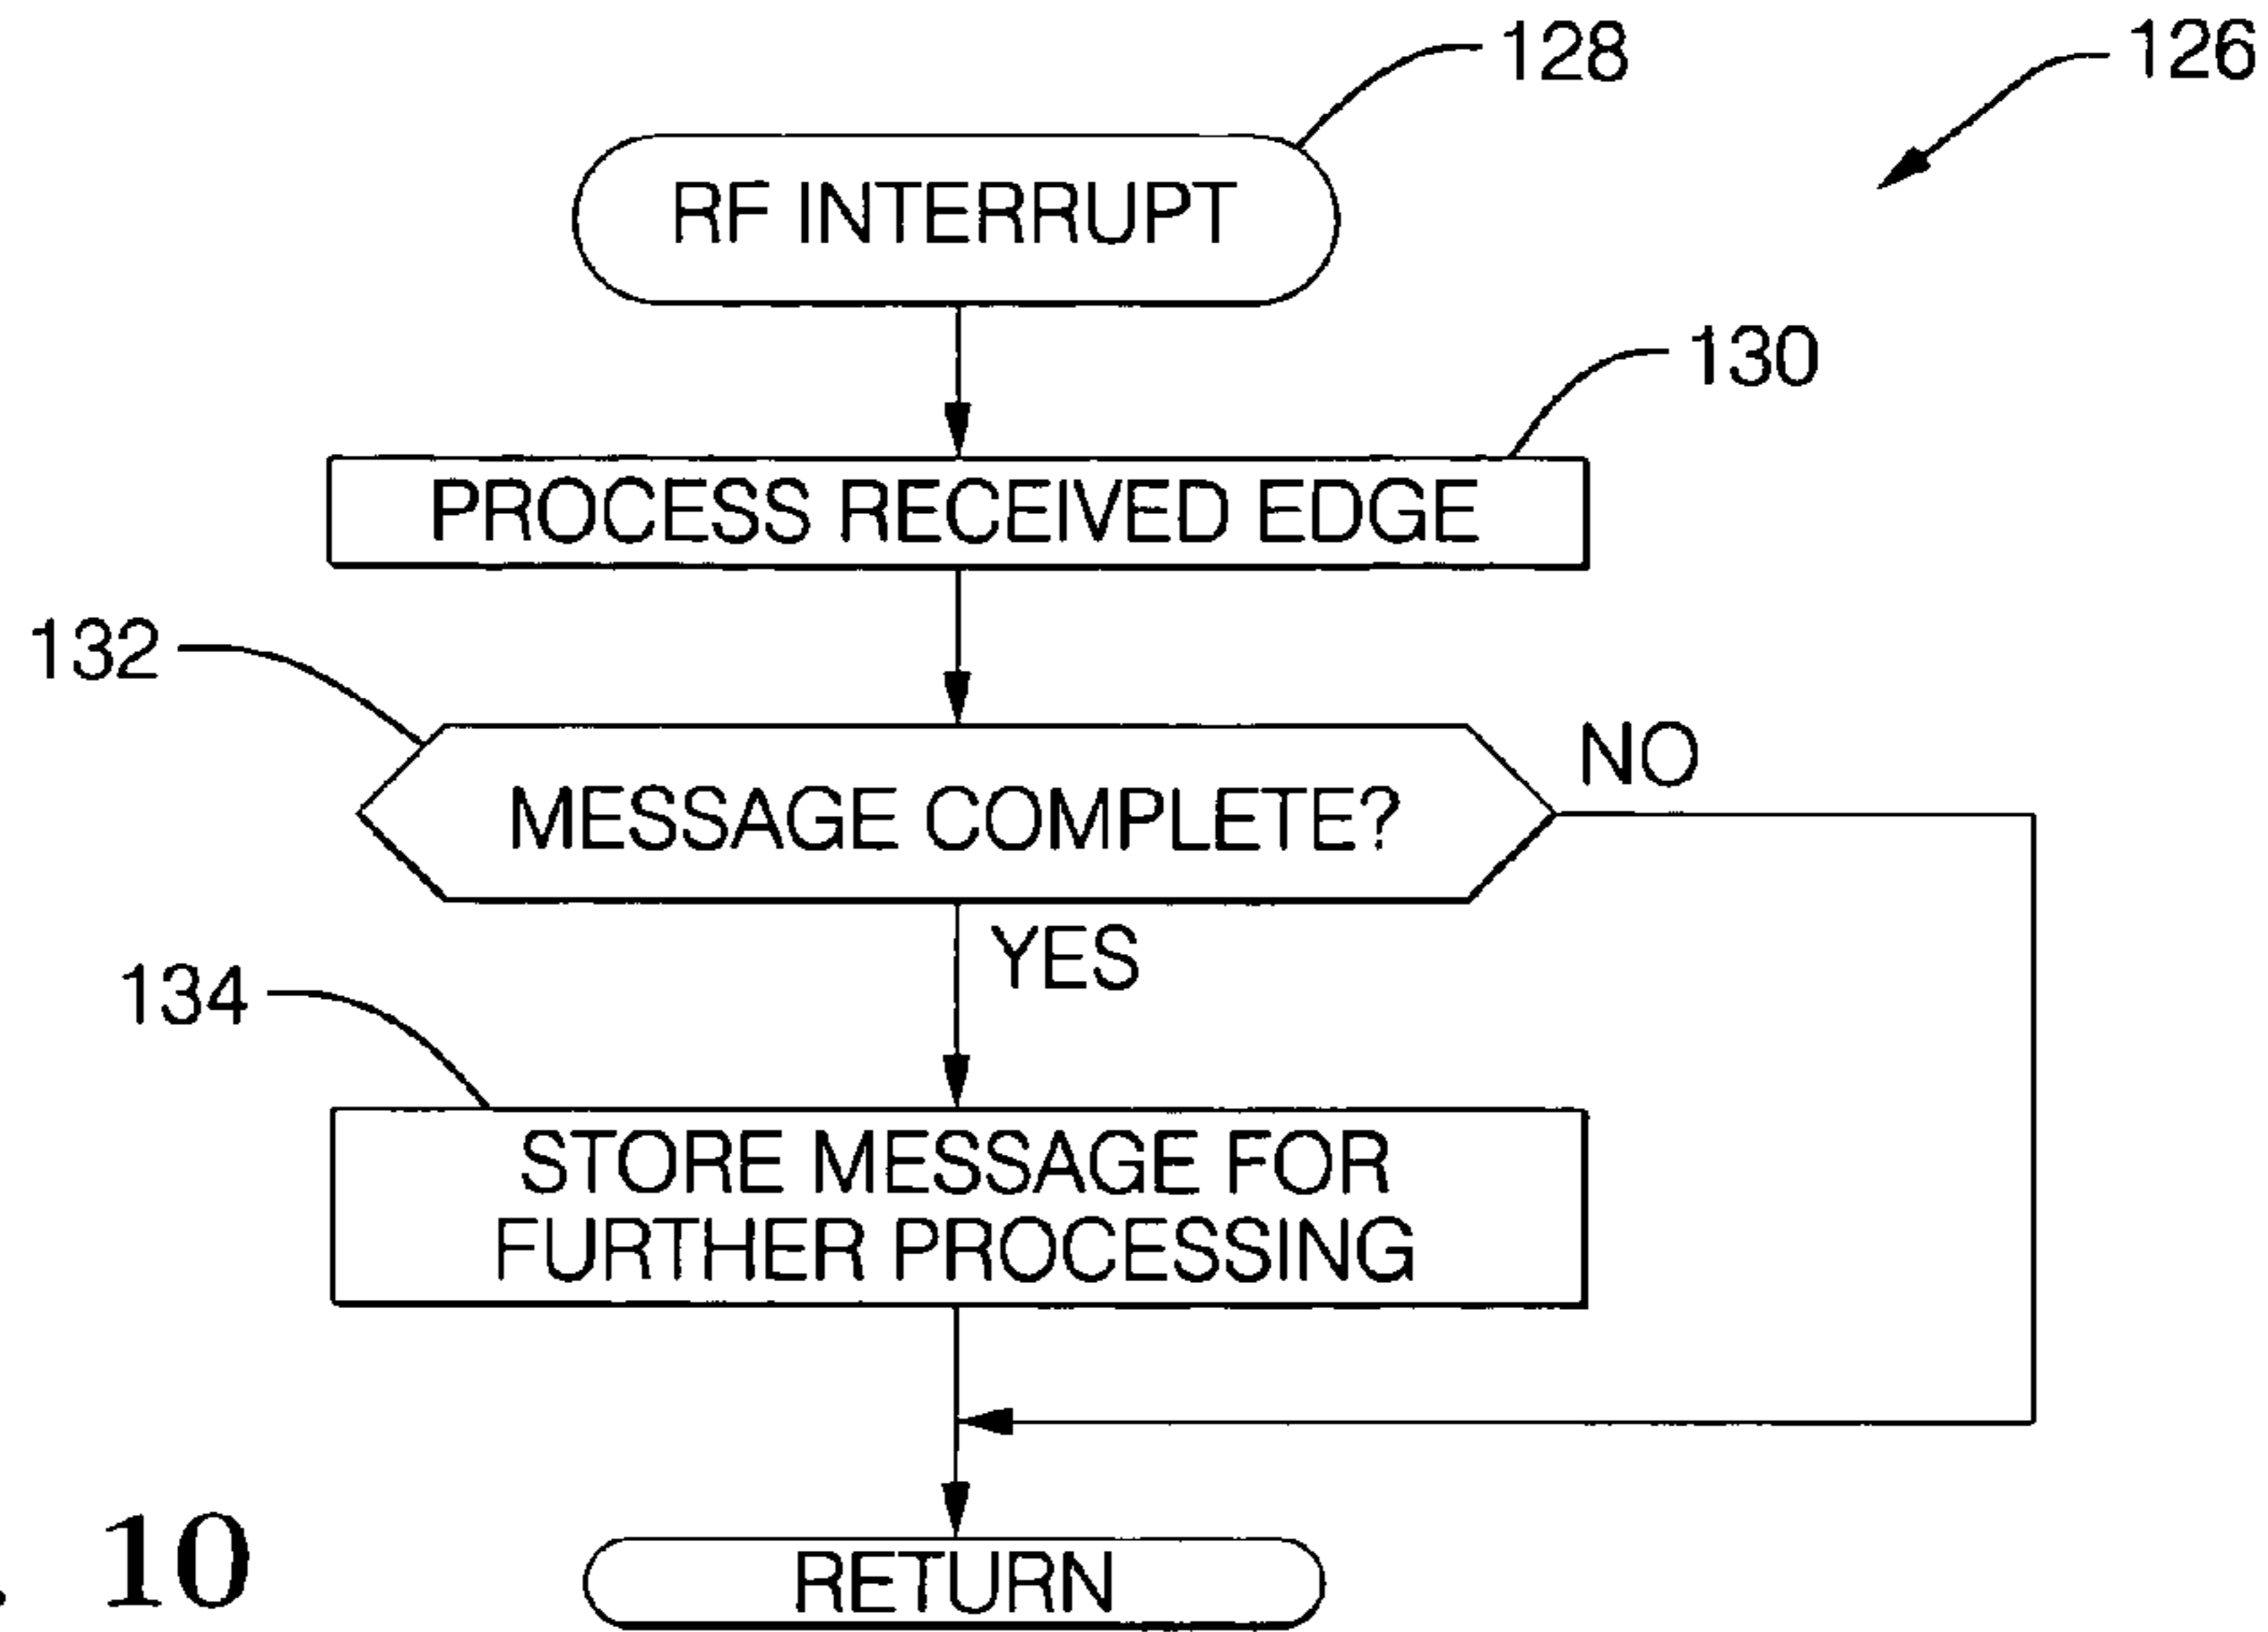 128
126
RF INTERRUPT
130
PROCESS RECEIVED EDGE
132
NO
MESSAGE COMPLETE?
YES
134
STORE MESSAGE FOR
FURTHER PROCESSING
. 10
RETURN